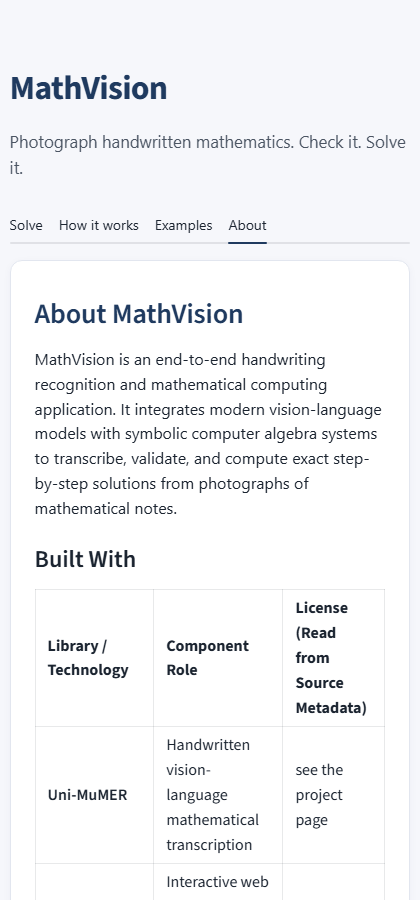 MathVision
Photograph handwritten mathematics. Check it. Solve
it.
Solve How it works Examples About
About MathVision
MathVision is an end-to-end handwriting
recognition and mathematical computing
application. It integrates modern vision-language
models with symbolic computer algebra systems
to transcribe, validate, and compute exact step-
by-step solutions from photographs of
mathematical notes.
Built With
Library /
Technology
Component
Role
License
(Read
from
Source
Metadata)
Uni-MuMER
Handwritten
vision-
language
mathematical
transcription
see the
project
page
Interactive web